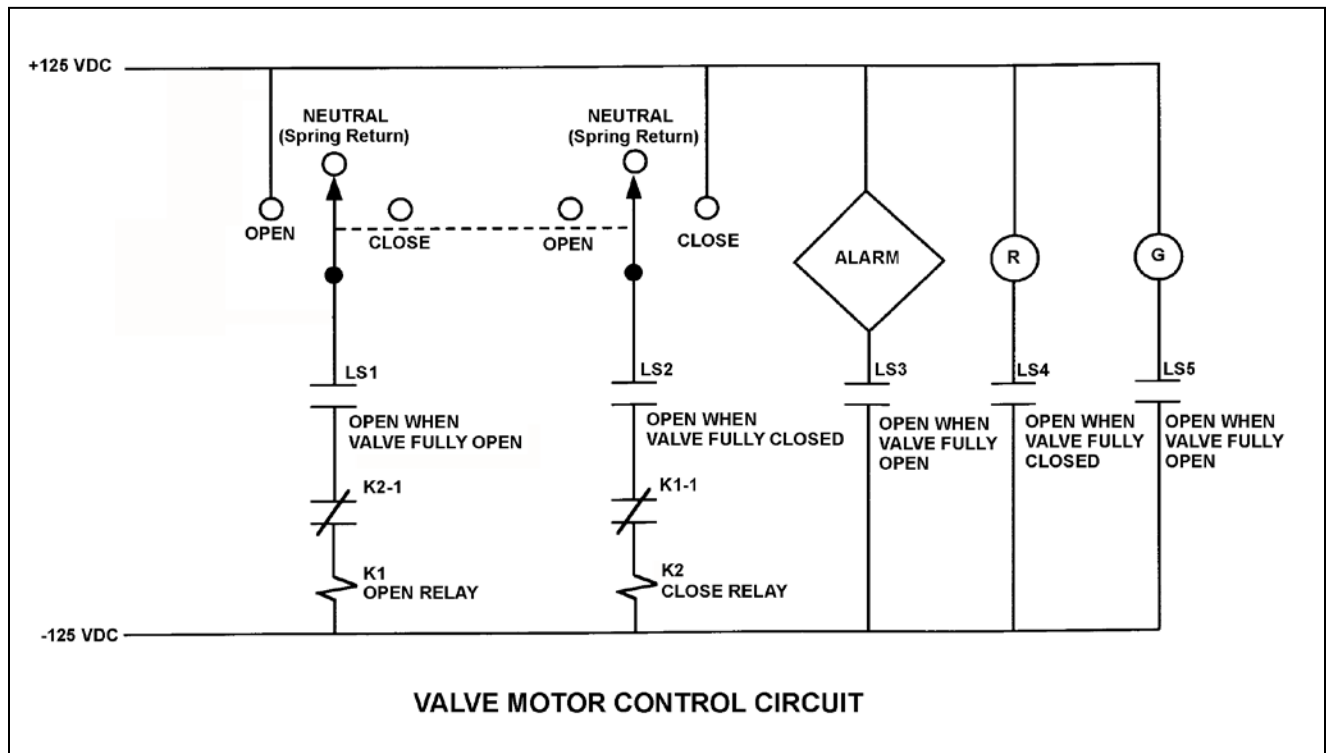 +125 VDC
NEUTRAL
(Spring Return)
NEUTRAL
(Spring Return)
OPEN
CLOSE
OPEN
CLOSE
ALARM
R
G
LS1
OPEN WHEN
VALVE FULLY OPEN
LS2
OPEN WHEN
VALVE FULLY CLOSED
LS3
OPEN WHEN
VALVE FULLY
OPEN
LS4
OPEN WHEN
VALVE FULLY
CLOSED
LS5
OPEN WHEN
VALVE FULLY
OPEN
K2-1
K1-1
K1
OPEN RELAY
K2
CLOSE RELAY
-125 VDC
VALVE MOTOR CONTROL CIRCUIT